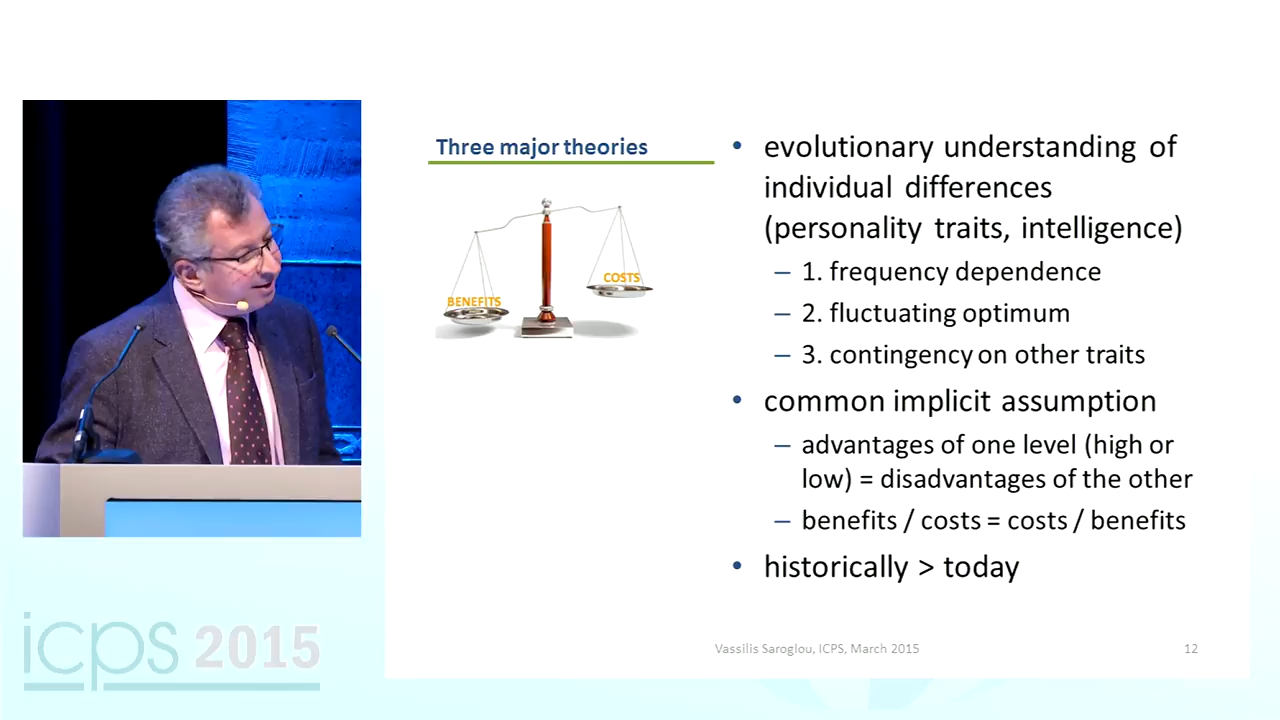 Three major theories
BENEFITS
COSTS
• evolutionary understanding of
individual differences
(personality traits, intelligence)
– 1. frequency dependence
– 2. fluctuating optimum
– 3. contingency on other traits
• common implicit assumption
– advantages of one level (high or
low) = disadvantages of the other
– benefits / costs = costs / benefits
• historically > today
Vassilis Saroglou, ICPS, March 2015
12
icps 2015